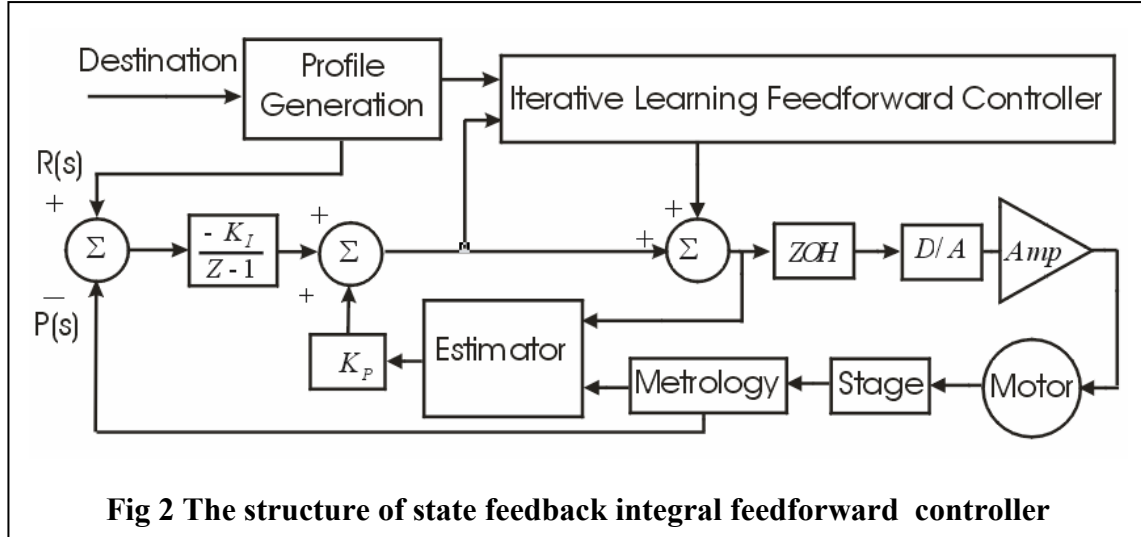 Destination
Profile
Generation
Iterative Learning Feedforward Controller
R(s)
+
Σ
- K_I
Z - 1
+
Σ
+
+
+
Σ
ZOH
D/A
Amp
−
P(s)
K_P
Estimator
Metrology
Stage
Motor
Fig 2 The structure of state feedback integral feedforward controller